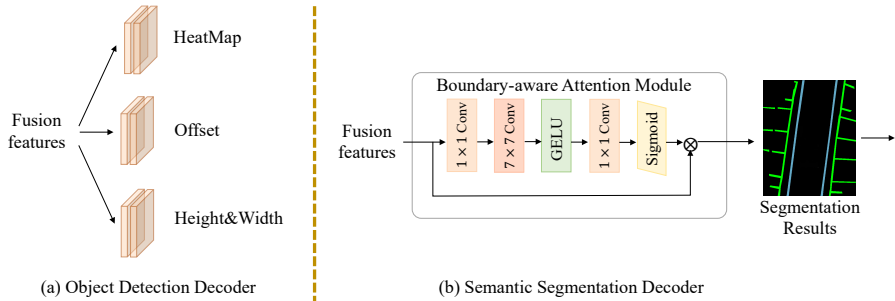 HeatMap
Fusion
features
Offset
Height&Width
(a) Object Detection Decoder
Boundary-aware Attention Module
Fusion
features
1 × 1 Conv
7 × 7 Conv
GELU
1 × 1 Conv
Sigmoid
Segmentation
Results
(b) Semantic Segmentation Decoder